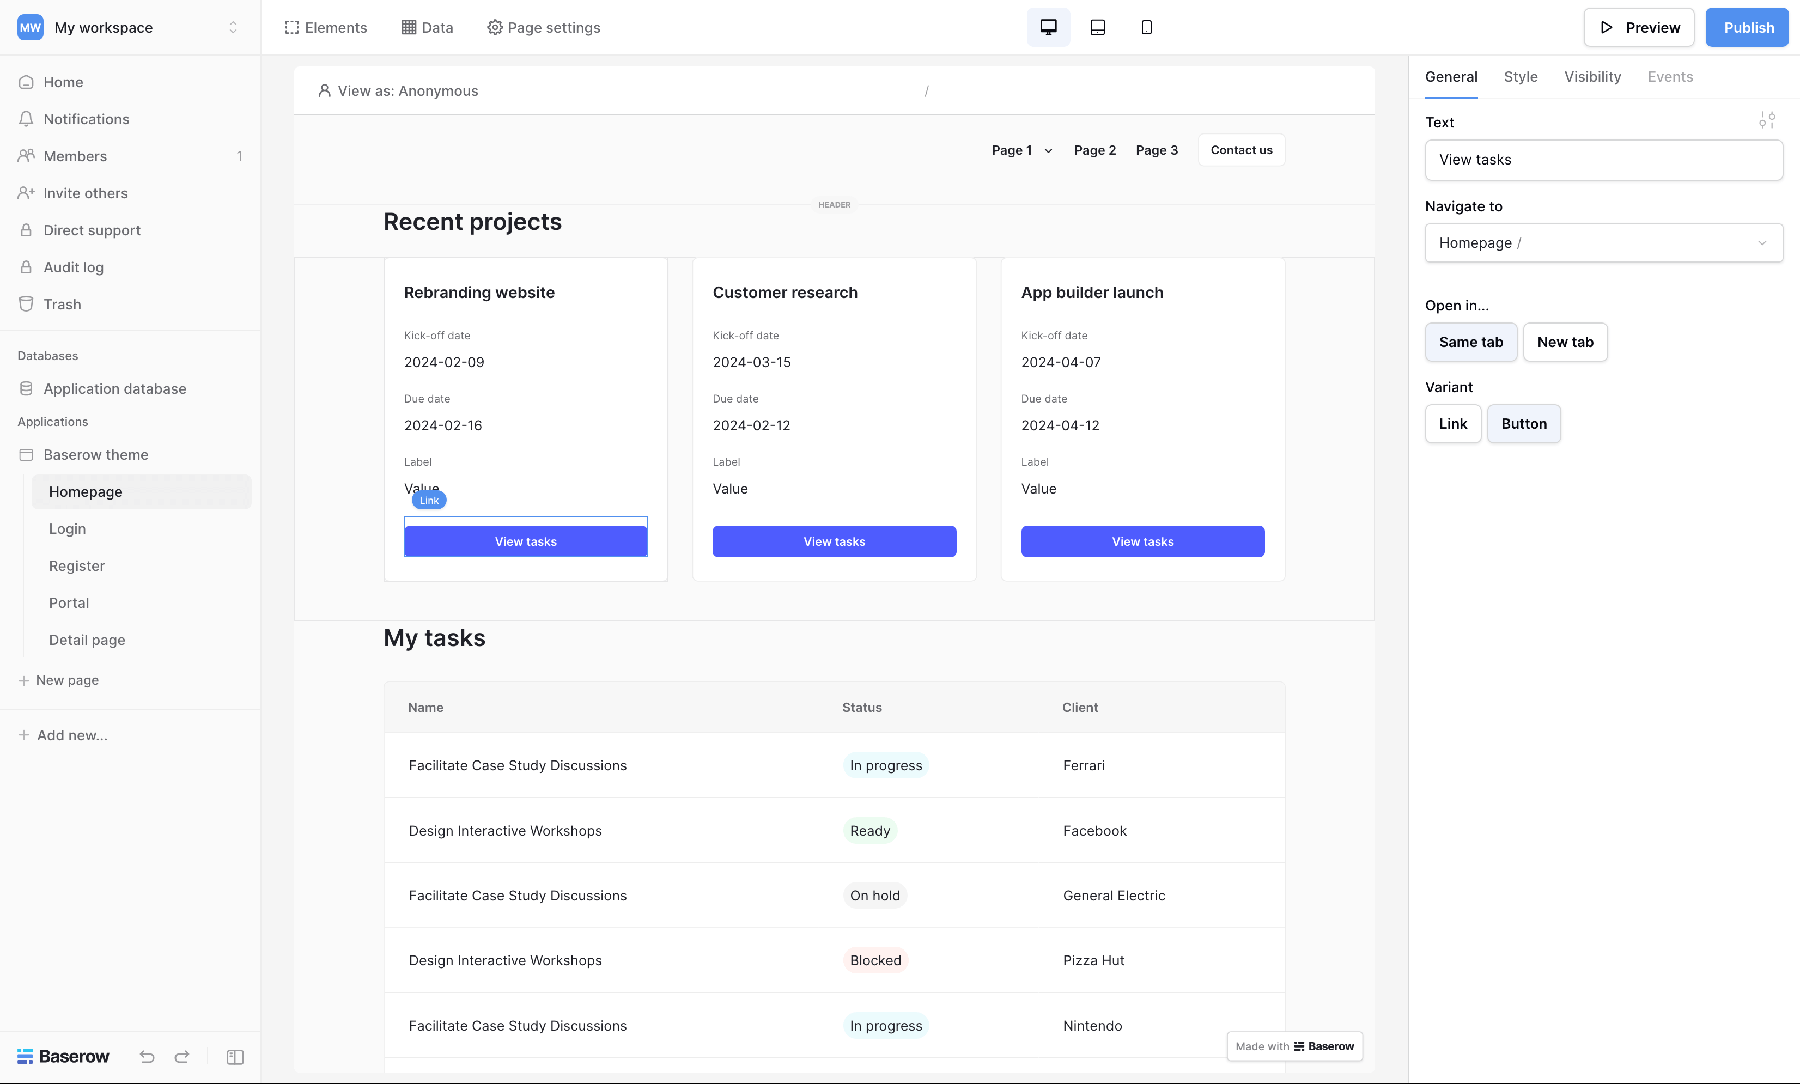 MW My workspace
Elements Data Page settings
Preview Publish
Home
Notifications
Members 1
Invite others
Direct support
Audit log
Trash
Databases
Application database
Applications
Baserow theme
Homepage
Login
Register
Portal
Detail page
+ New page
+ Add new...
Baserow
View as: Anonymous /
Page 1 Page 2 Page 3 Contact us
HEADER
Recent projects
Rebranding website
Kick-off date
2024-02-09
Due date
2024-02-16
Label
Value
Link
View tasks
Customer research
Kick-off date
2024-03-15
Due date
2024-02-12
Label
Value
View tasks
App builder launch
Kick-off date
2024-04-07
Due date
2024-04-12
Label
Value
View tasks
My tasks
Name Status Client
Facilitate Case Study Discussions In progress Ferrari
Design Interactive Workshops Ready Facebook
Facilitate Case Study Discussions On hold General Electric
Design Interactive Workshops Blocked Pizza Hut
Facilitate Case Study Discussions In progress Nintendo
Made with Baserow
General Style Visibility Events
Text
View tasks
Navigate to
Homepage /
Open in...
Same tab New tab
Variant
Link Button